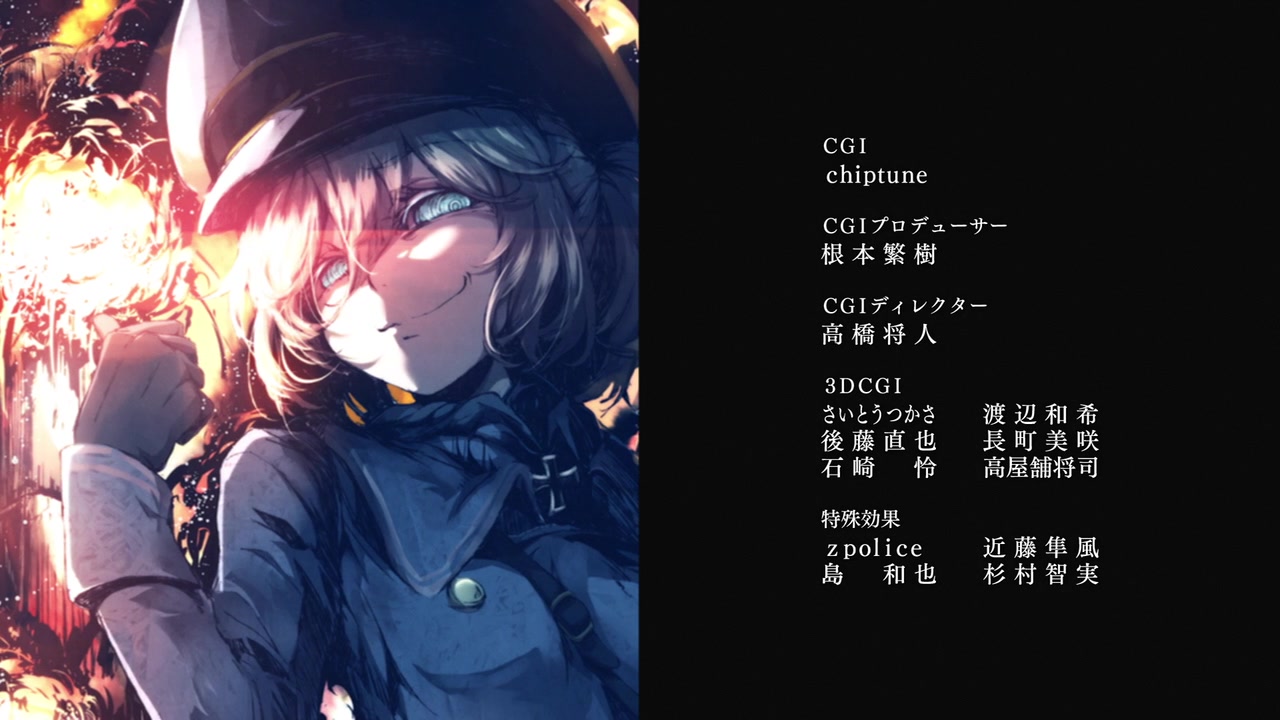 CGI
chiptune
CGIプロデューサー
根本繁樹
CGIディレクター
高橋将人
3DCGI
さいとうつかさ 渡辺和希
後藤直也 長町美咲
石崎 怜 高屋舗将司
特殊効果
zpolice 近藤隼風
島 和也 杉村智実